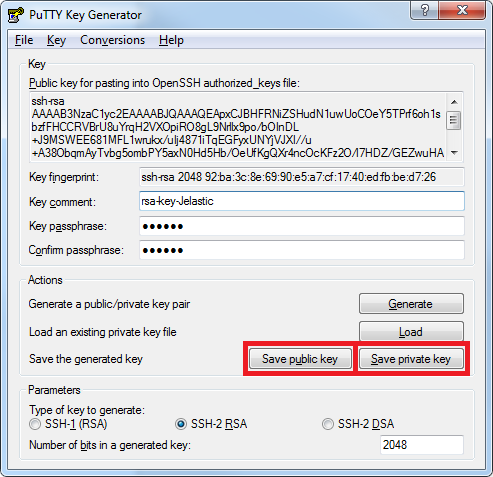 PuTTY Key Generator
File Key Conversions Help
Key
Public key for pasting into OpenSSH authorized_keys file:
ssh-rsa
AAAAB3NzaC1yc2EAAAABJQAAAQEApxCJBHFRNiZSHudN1uwUoCOeY5TPrf6oh1s
bzfFHCCRVBrU8uYrqH2VXOpiRO8gL9Nrllx9po/bOlnDL
+J9MSWEE681MFL1wrukx/ulj4871iTqEGFyxUNYjVJXl//u
+A38ObqmAyTvbg5ombPY5axN0Hd5Hb/OeUfKgQXr4ncOcKFz2O/I7HDZ/GEZwuHA
Key fingerprint: ssh-rsa 2048 92:ba:3c:8e:69:90:e5:a7:cf:17:40:ed:fb:be:d7:26
Key comment: rsa-key-Jelastic
Key passphrase: ●●●●●●
Confirm passphrase: ●●●●●●
Actions
Generate a public/private key pair Generate
Load an existing private key file Load
Save the generated key Save public key Save private key
Parameters
Type of key to generate:
SSH-1 (RSA) SSH-2 RSA SSH-2 DSA
Number of bits in a generated key: 2048